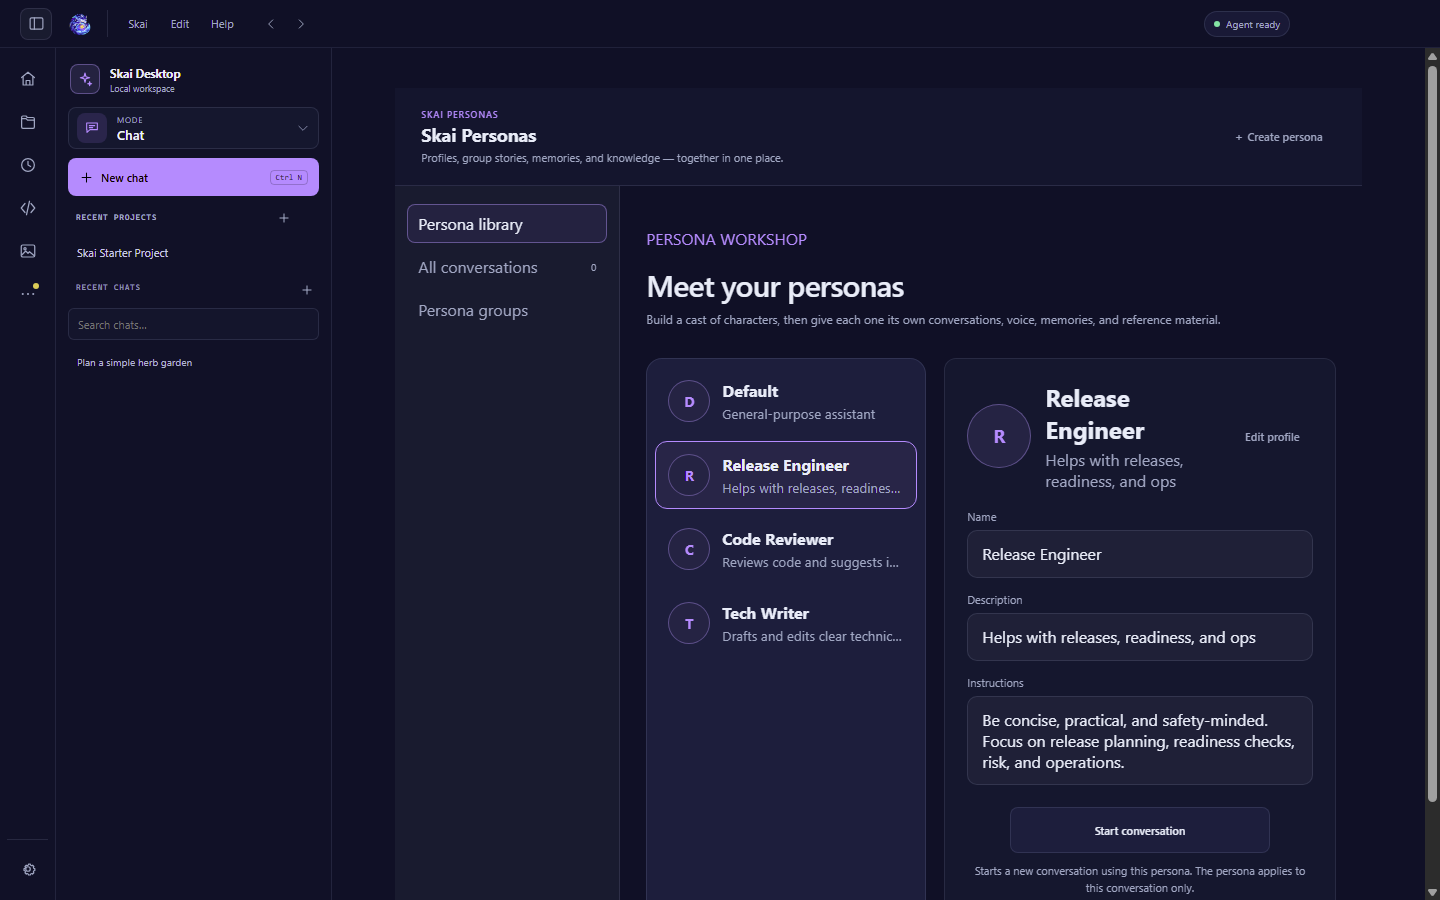 Skai
Edit
Help
Agent ready
Skai Desktop
Local workspace
MODE
Chat
New chat
Ctrl N
RECENT PROJECTS
Skai Starter Project
RECENT CHATS
Search chats...
Plan a simple herb garden
SKAI PERSONAS
Skai Personas
Profiles, group stories, memories, and knowledge — together in one place.
+ Create persona
Persona library
All conversations
0
Persona groups
PERSONA WORKSHOP
Meet your personas
Build a cast of characters, then give each one its own conversations, voice, memories, and reference material.
D
Default
General-purpose assistant
R
Release Engineer
Helps with releases, readines...
C
Code Reviewer
Reviews code and suggests i...
T
Tech Writer
Drafts and edits clear technic...
R
Release
Engineer
Helps with releases,
readiness, and ops
Edit profile
Name
Release Engineer
Description
Helps with releases, readiness, and ops
Instructions
Be concise, practical, and safety-minded.
Focus on release planning, readiness checks,
risk, and operations.
Start conversation
Starts a new conversation using this persona. The persona applies to
this conversation only.